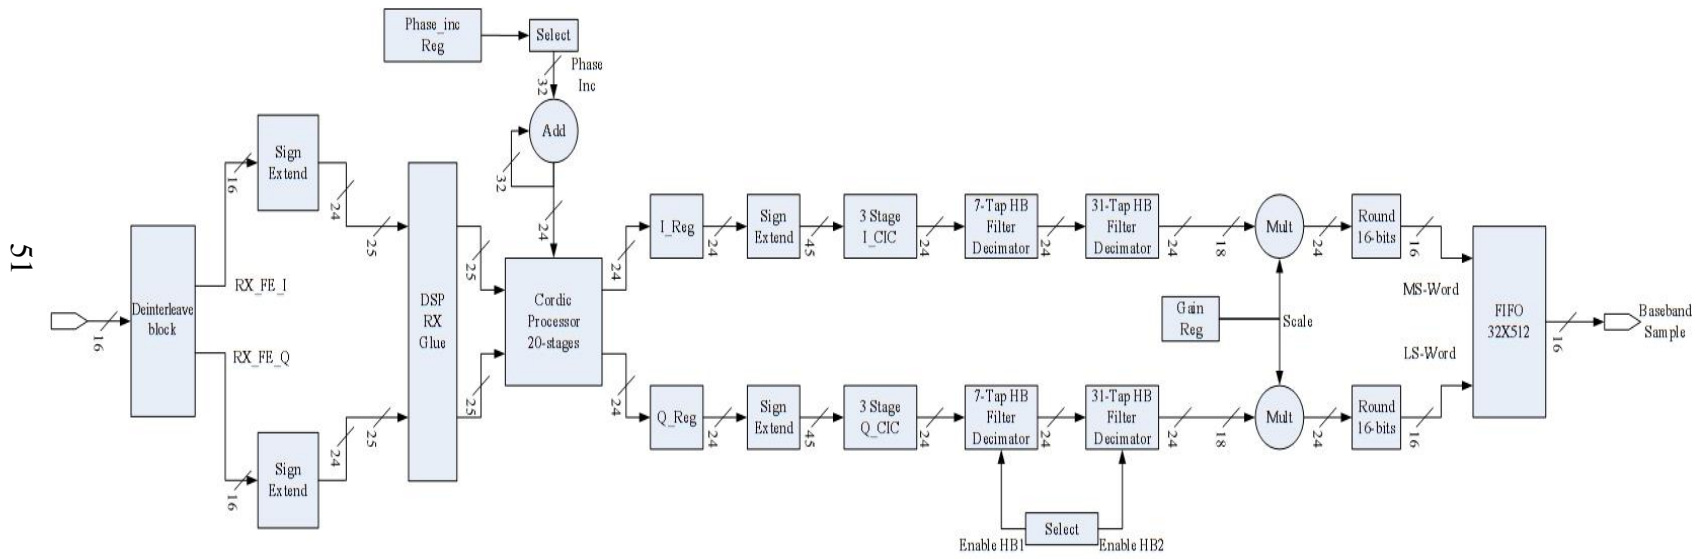 Phase_inc
Reg
Select
Phase
Inc
32
Add
32
24
Sign
Extend
16
24
25
Deinterleave
block
16
RX_FE_I
RX_FE_Q
Sign
Extend
16
24
25
DSP
RX
Glue
25
25
Cordic
Processor
20-stages
24
24
I_Reg
24
Sign
Extend
45
3 Stage
I_CIC
24
7-Tap HB
Filter
Decimator
24
31-Tap HB
Filter
Decimator
24
18
Mult
24
Round
16-bits
16
MS-Word
Gain
Reg
Scale
Q_Reg
24
Sign
Extend
45
3 Stage
Q_CIC
24
7-Tap HB
Filter
Decimator
24
31-Tap HB
Filter
Decimator
24
18
Mult
24
Round
16-bits
16
LS-Word
FIFO
32X512
16
Baseband
Sample
Select
Enable HB1
Enable HB2
51